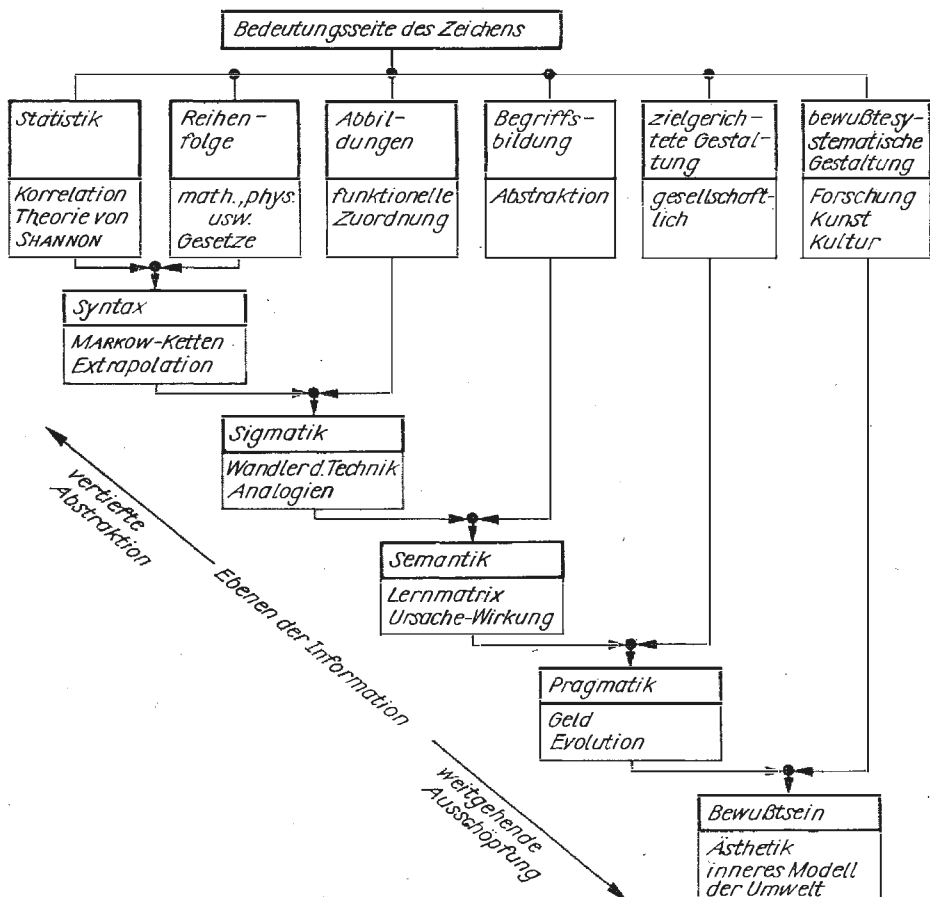 Bedeutungsseite des Zeichens
Statistik
Korrelation
Theorie von
SHANNON
Reihen-
folge
math., phys.
usw.
Gesetze
Abbil-
dungen
funktionelle
Zuordnung
Begriffs-
bildung
Abstraktion
zielgerich-
tete Gestal-
tung
gesellschaft-
lich
bewußte sy-
stematische
Gestaltung
Forschung
Kunst
Kultur
Syntax
MARKOW-Ketten
Extrapolation
Sigmatik
Wandler d. Technik
Analogien
Semantik
Lernmatrix
Ursache-Wirkung
Pragmatik
Geld
Evolution
Bewußtsein
Ästhetik
inneres Modell
der Umwelt
vertiefte
Abstraktion
Ebenen der Information
weitgehende
Ausschöpfung